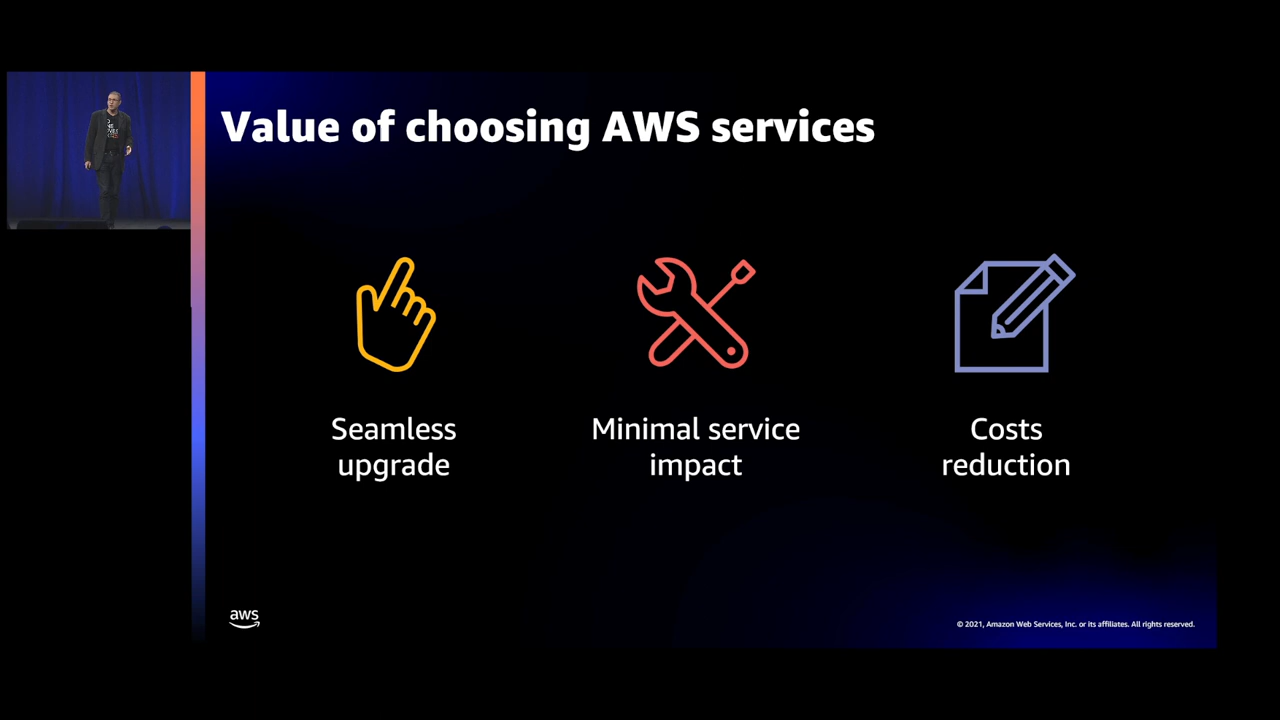 Value of choosing AWS services
Seamless
upgrade
Minimal service
impact
Costs
reduction
aws
© 2021, Amazon Web Services, Inc. or its affiliates. All rights reserved.